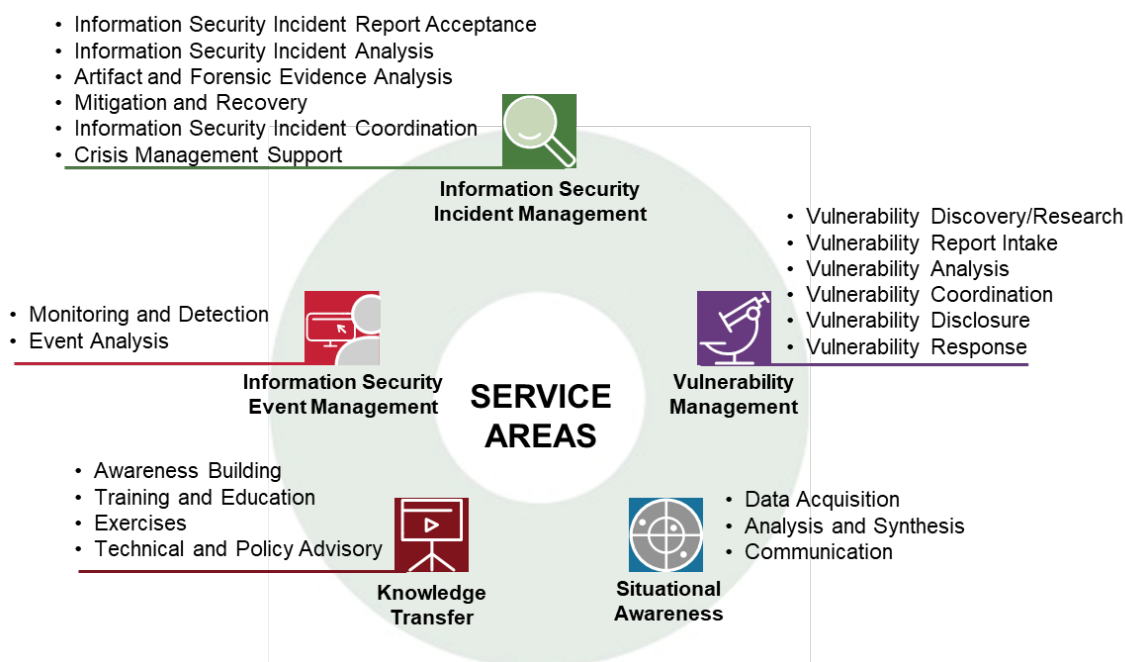 • Information Security Incident Report Acceptance
• Information Security Incident Analysis
• Artifact and Forensic Evidence Analysis
• Mitigation and Recovery
• Information Security Incident Coordination
• Crisis Management Support
Information Security
Incident Management
• Vulnerability Discovery/Research
• Vulnerability Report Intake
• Vulnerability Analysis
• Vulnerability Coordination
• Vulnerability Disclosure
• Vulnerability Response
Vulnerability
Management
• Monitoring and Detection
• Event Analysis
Information Security
Event Management
SERVICE
AREAS
• Awareness Building
• Training and Education
• Exercises
• Technical and Policy Advisory
Knowledge
Transfer
• Data Acquisition
• Analysis and Synthesis
• Communication
Situational
Awareness